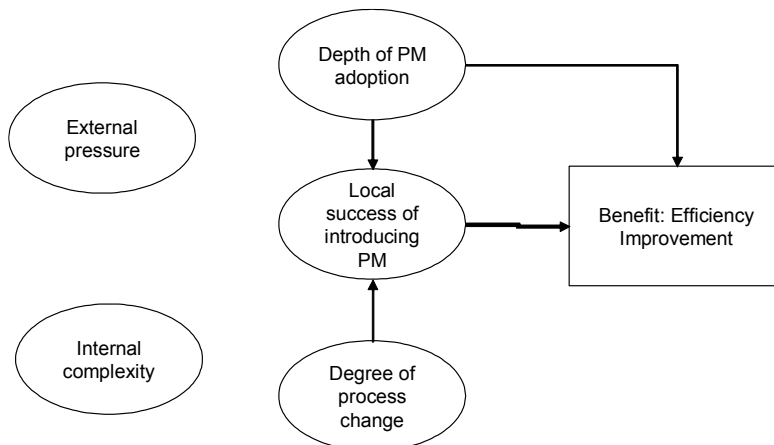 Depth of PM
adoption
External
pressure
Local
success of
introducing
PM
Benefit: Efficiency
Improvement
Internal
complexity
Degree of
process
change